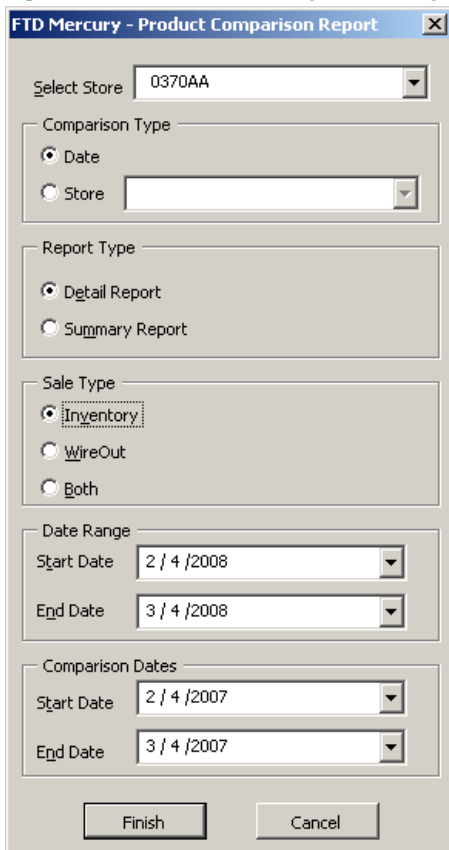 FTD Mercury - Product Comparison Report
Select Store 0370AA
Comparison Type
Date
Store
Report Type
Detail Report
Summary Report
Sale Type
Inventory
WireOut
Both
Date Range
Start Date 2 / 4 /2008
End Date 3 / 4 /2008
Comparison Dates
Start Date 2 / 4 /2007
End Date 3 / 4 /2007
Finish Cancel